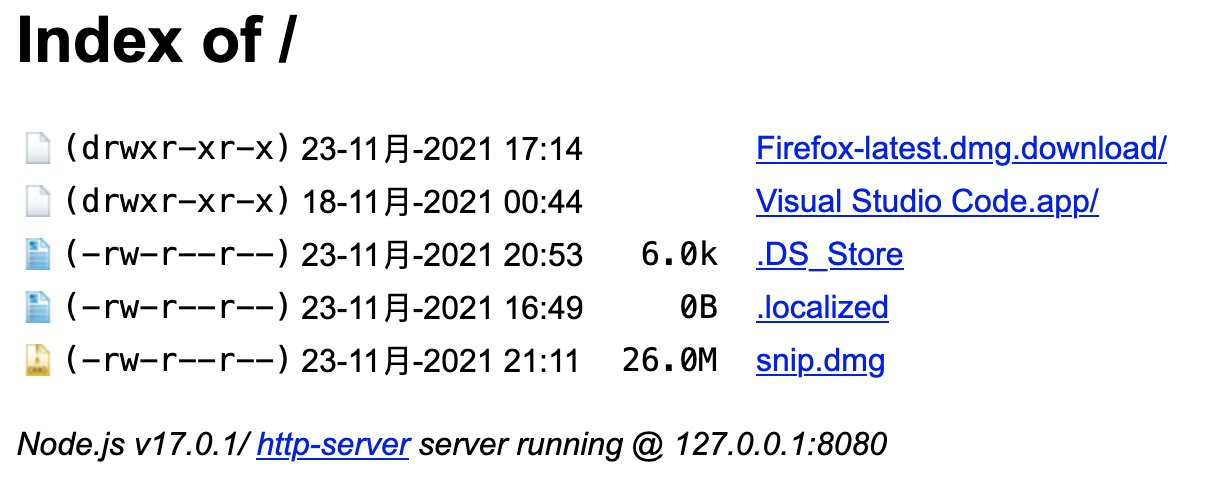 Index of /
(drwxr-xr-x) 23-11月-2021 17:14 Firefox-latest.dmg.download/
(drwxr-xr-x) 18-11月-2021 00:44 Visual Studio Code.app/
(-rw-r--r--) 23-11月-2021 20:53 6.0k .DS_Store
(-rw-r--r--) 23-11月-2021 16:49 0B .localized
(-rw-r--r--) 23-11月-2021 21:11 26.0M snip.dmg
Node.js v17.0.1/ http-server server running @ 127.0.0.1:8080